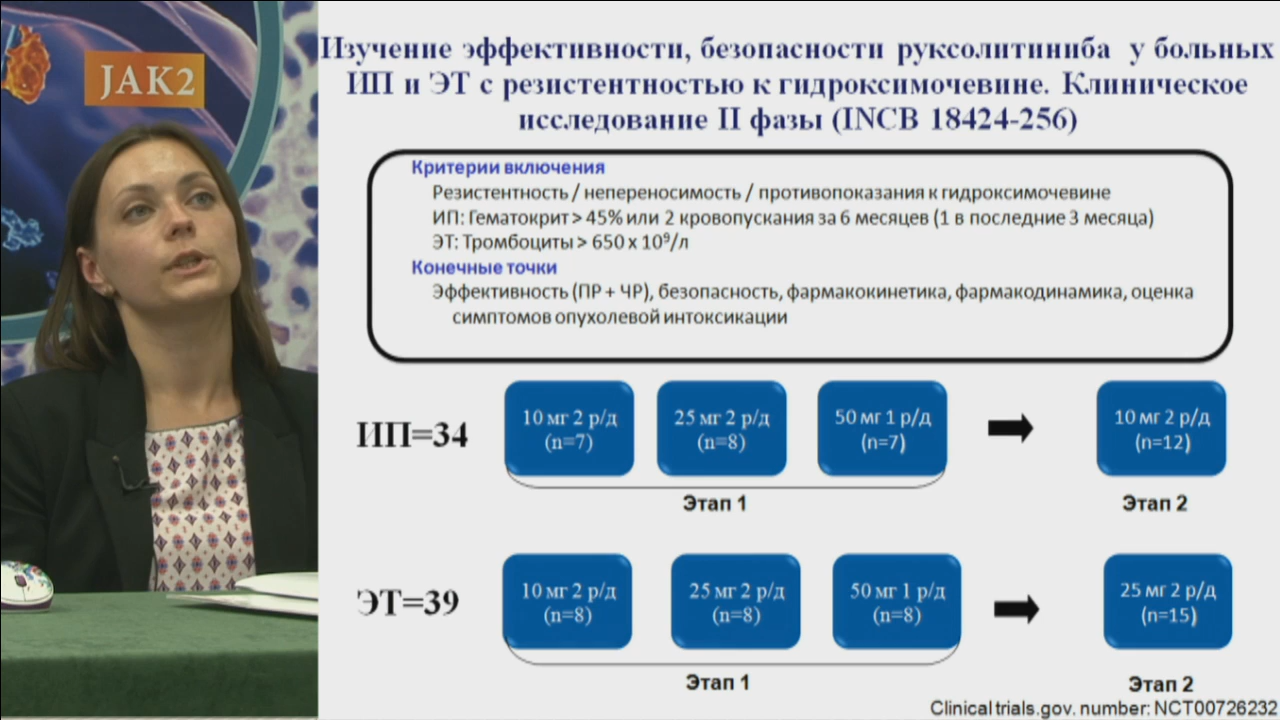 JAK2
Изучение эффективности, безопасности руксолитиниба у больных
ИП и ЭТ с резистентностью к гидроксимочевине. Клиническое
исследование II фазы (INCB 18424-256)
Критерии включения
Резистентность / непереносимость / противопоказания к гидроксимочевине
ИП: Гематокрит > 45% или 2 кровопускания за 6 месяцев (1 в последние 3 месяца)
ЭТ: Тромбоциты > 650 x 10⁹/л
Конечные точки
Эффективность (ПР + ЧР), безопасность, фармакокинетика, фармакодинамика, оценка
симптомов опухолевой интоксикации
ИП=34
10 мг 2 р/д
(n=7)
25 мг 2 р/д
(n=8)
50 мг 1 р/д
(n=7)
10 мг 2 р/д
(n=12)
Этап 1
Этап 2
ЭТ=39
10 мг 2 р/д
(n=8)
25 мг 2 р/д
(n=8)
50 мг 1 р/д
(n=8)
25 мг 2 р/д
(n=15)
Этап 1
Этап 2
Clinical trials.gov. number: NCT00726232